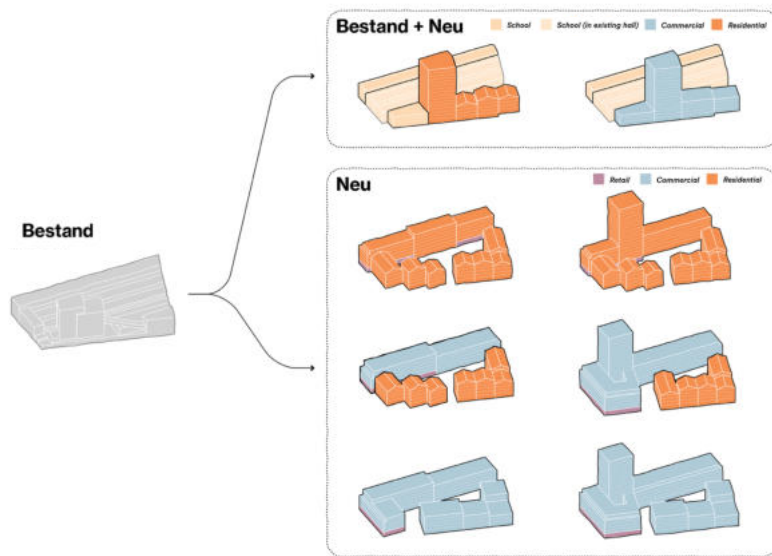 Bestand + Neu
School School (in existing hall) Commercial Residential
Neu
Retail Commercial Residential
Bestand